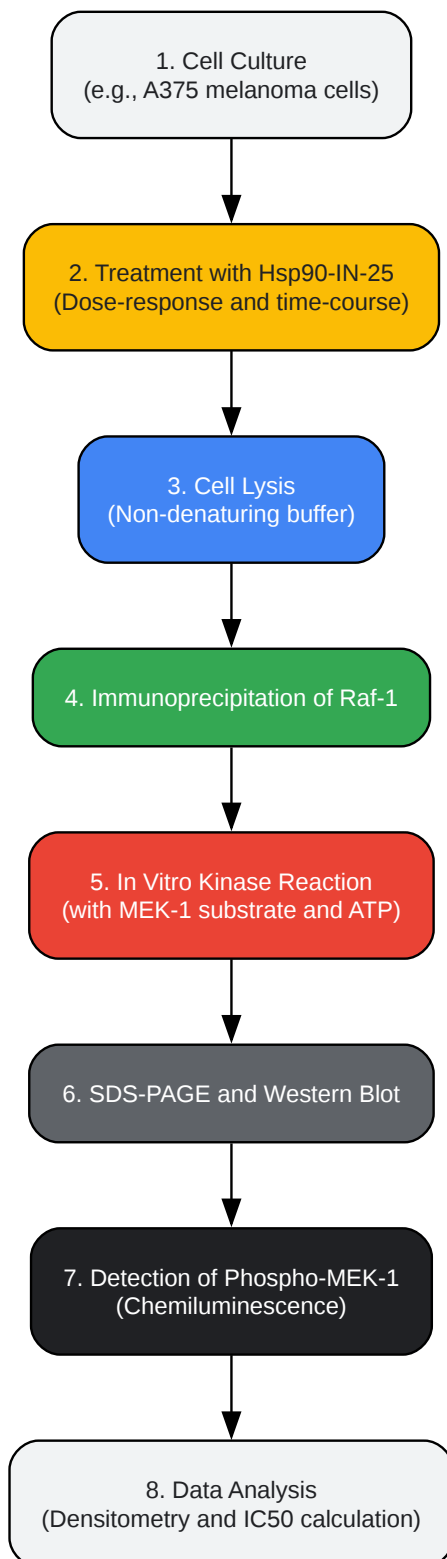 1. Cell Culture
(e.g., A375 melanoma cells)
2. Treatment with Hsp90-IN-25
(Dose-response and time-course)
3. Cell Lysis
(Non-denaturing buffer)
4. Immunoprecipitation of Raf-1
5. In Vitro Kinase Reaction
(with MEK-1 substrate and ATP)
6. SDS-PAGE and Western Blot
7. Detection of Phospho-MEK-1
(Chemiluminescence)
8. Data Analysis
(Densitometry and IC50 calculation)